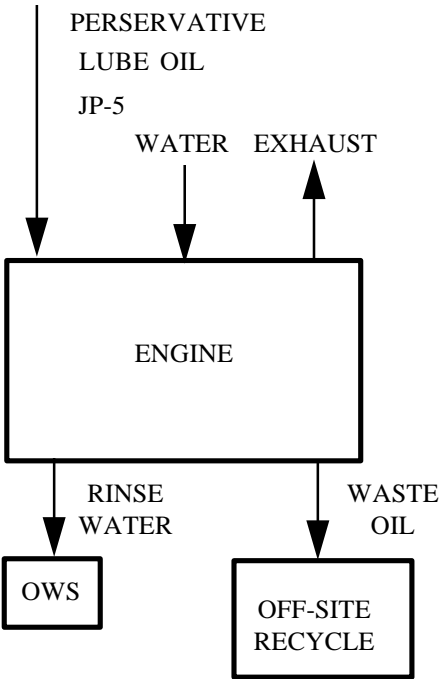 PERSERVATIVE
LUBE OIL
JP-5
WATER EXHAUST
ENGINE
RINSE
WATER
WASTE
OIL
OWS
OFF-SITE
RECYCLE